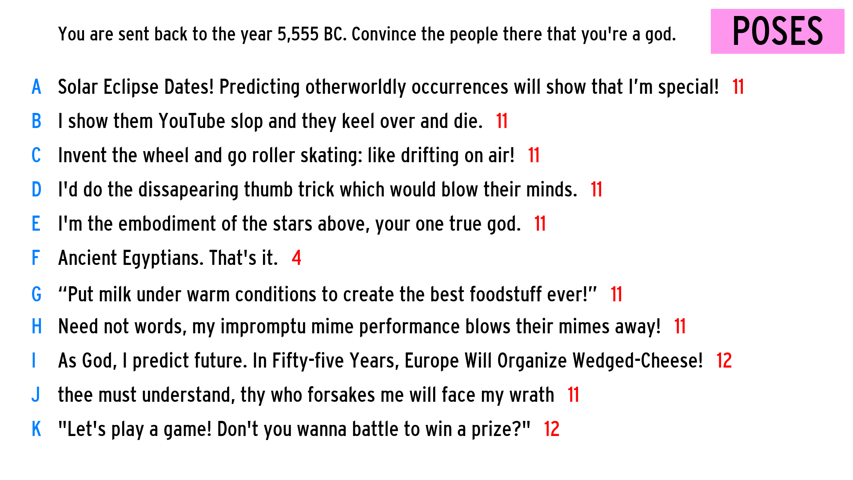 You are sent back to the year 5,555 BC. Convince the people there that you're a god.
POSES
A Solar Eclipse Dates! Predicting otherworldly occurrences will show that I’m special! 11
B I show them YouTube slop and they keel over and die. 11
C Invent the wheel and go roller skating: like drifting on air! 11
D I'd do the dissapearing thumb trick which would blow their minds. 11
E I'm the embodiment of the stars above, your one true god. 11
F Ancient Egyptians. That's it. 4
G “Put milk under warm conditions to create the best foodstuff ever!” 11
H Need not words, my impromptu mime performance blows their mimes away! 11
I As God, I predict future. In Fifty-five Years, Europe Will Organize Wedged-Cheese! 12
J thee must understand, thy who forsakes me will face my wrath 11
K "Let's play a game! Don't you wanna battle to win a prize?" 12